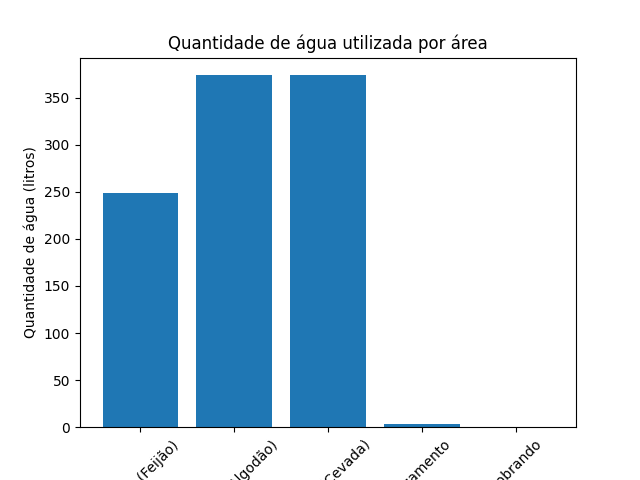 Quantidade de água utilizada por área
Quantidade de água (litros)
350
300
250
200
150
100
50
0
(Feijão)
lgodão)
Cevada)
amento
obrando